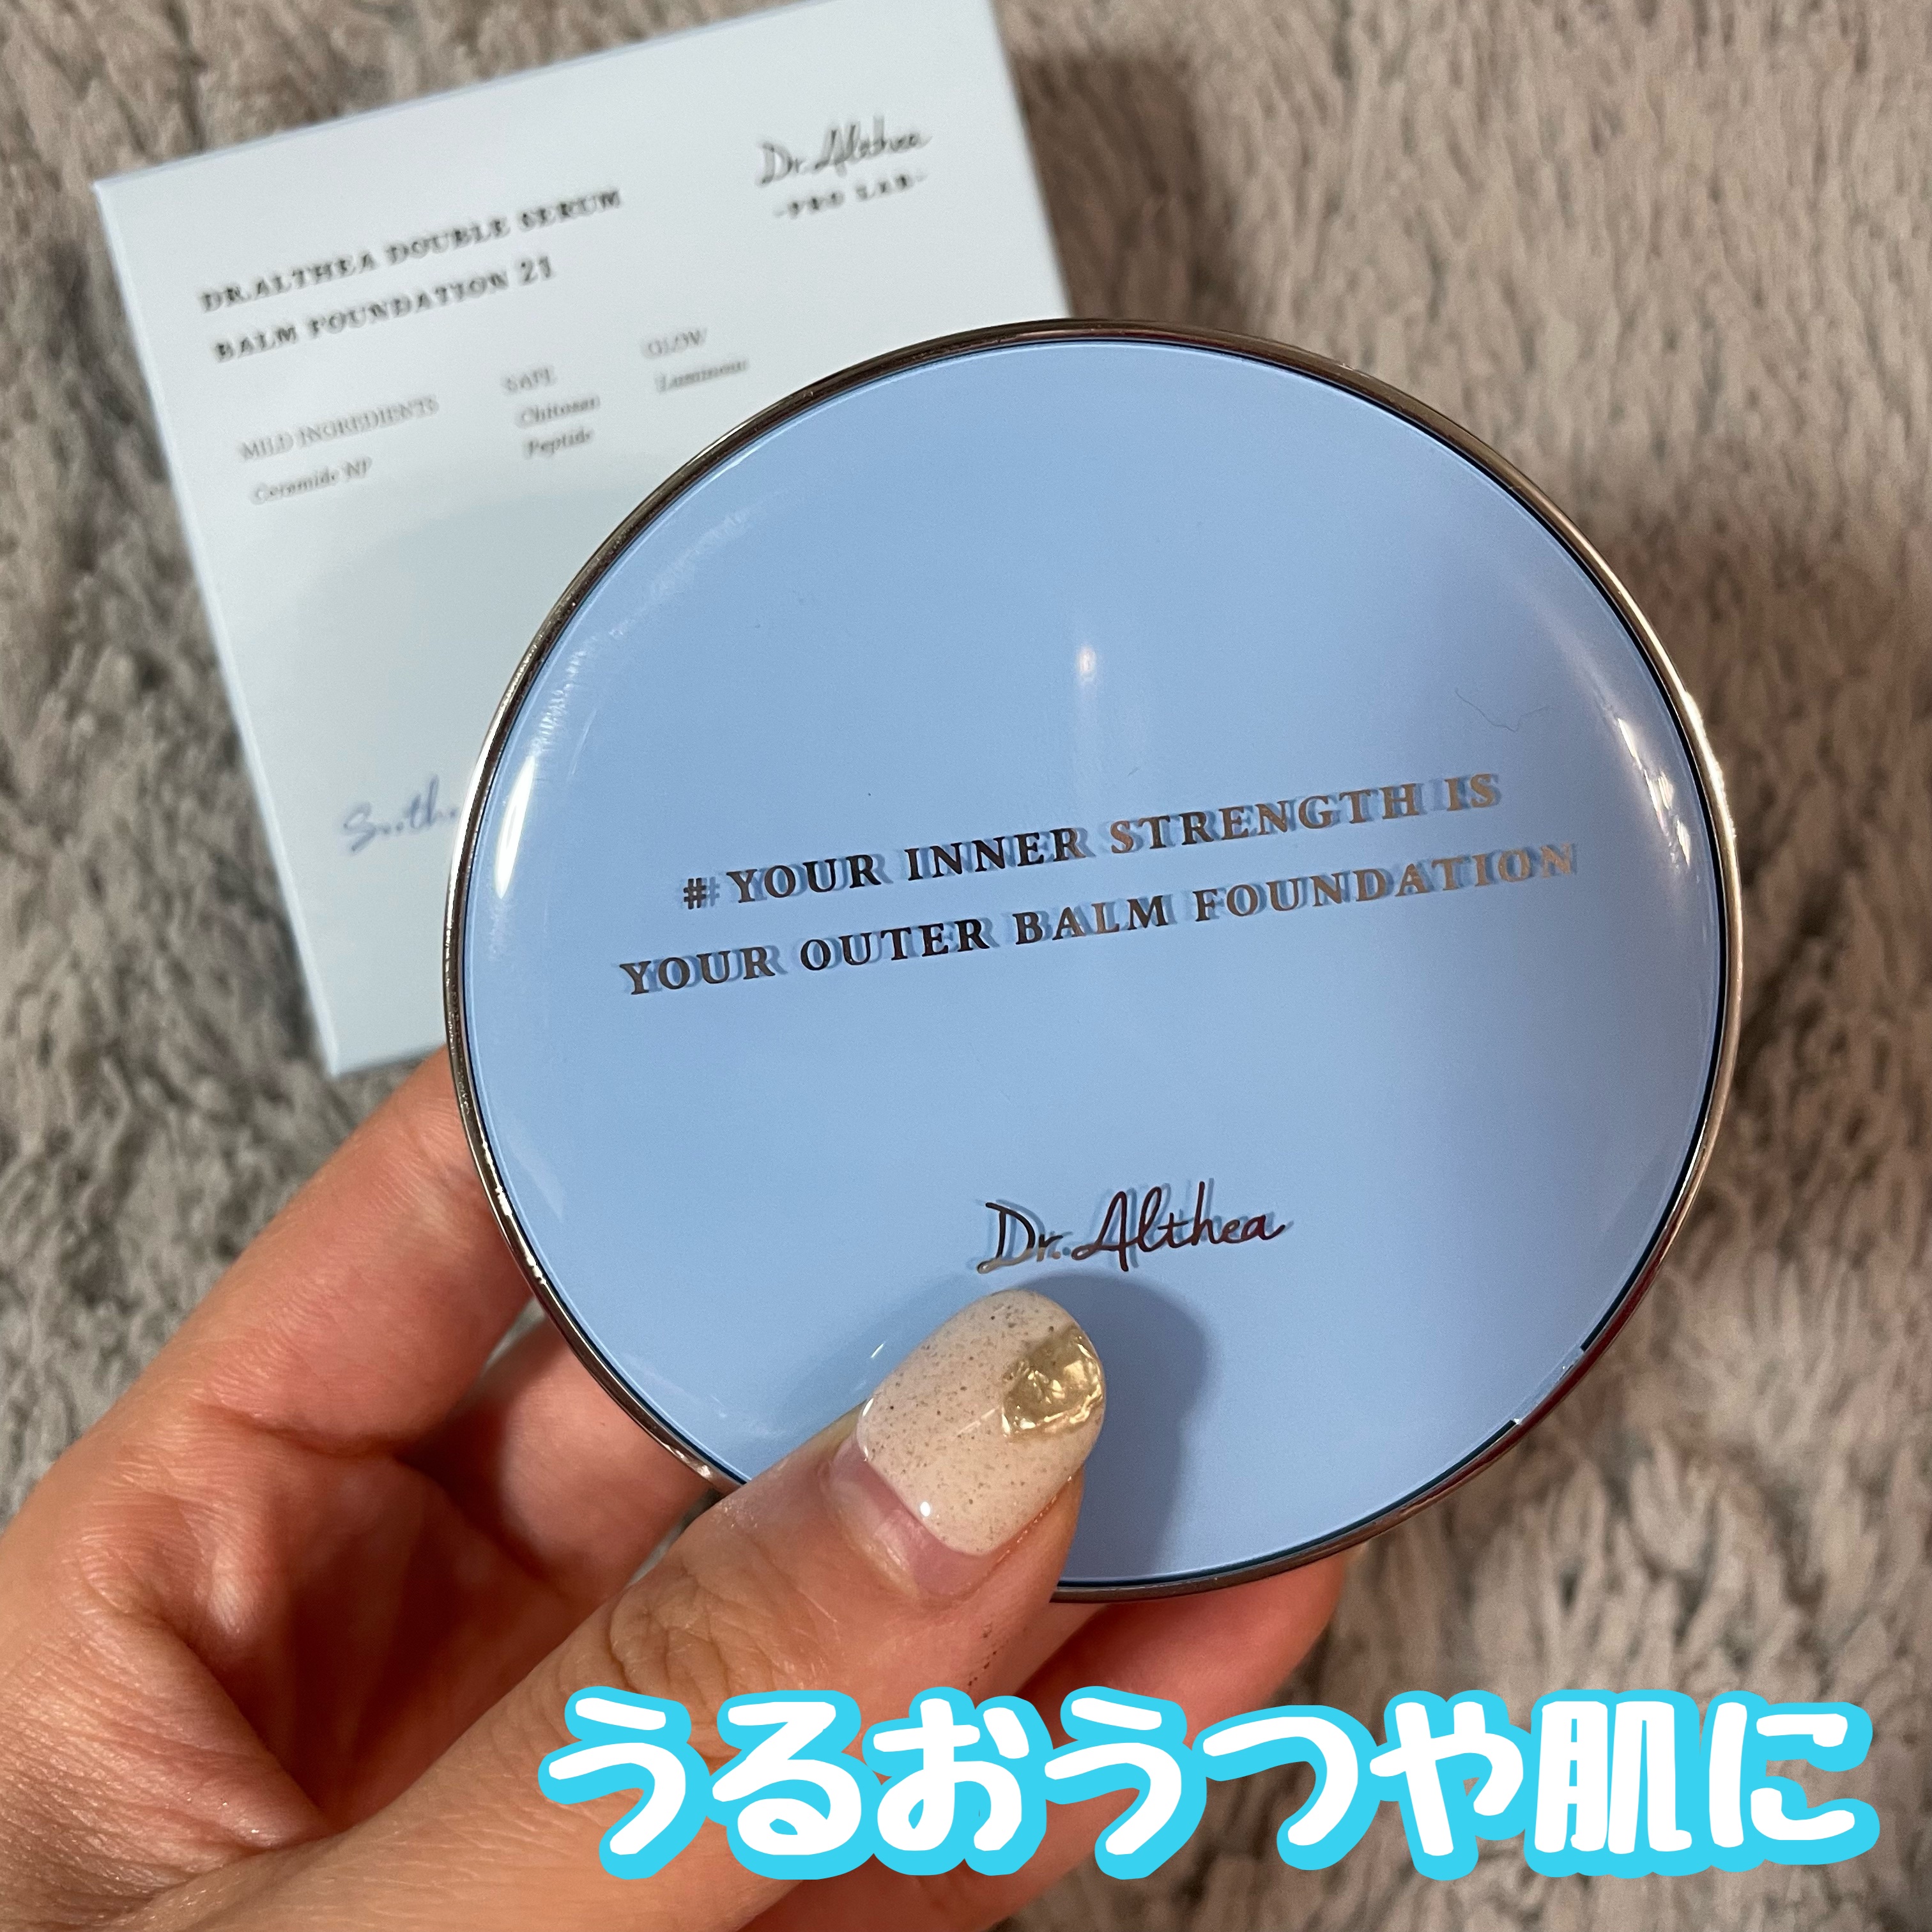 DR.ALTHEA DOUBLE SERUM
BALM FOUNDATION 21
Dr.Althea
-PRO LAB-
MILD INGREDIENTS
Ceramide NP
SAFE
Chitosan
Peptide
GLOW
Luminous
# YOUR INNER STRENGTH IS
YOUR OUTER BALM FOUNDATION
Dr.Althea
うるおうつや肌に